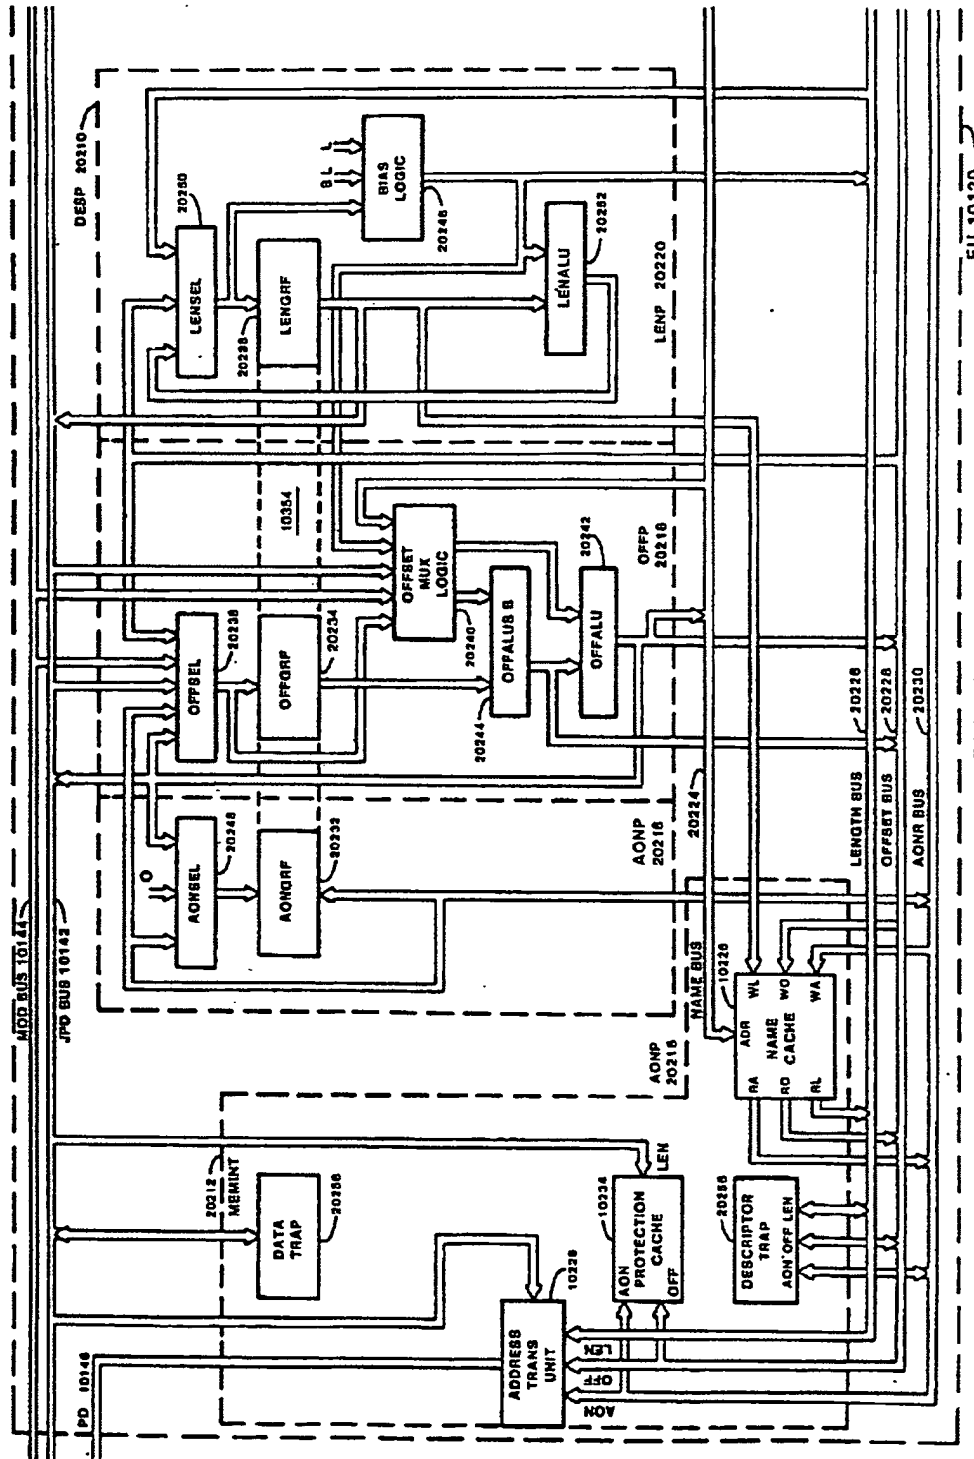 MOD BUS 10144
JPD BUS 10142
DESP 20210
LENSEL
20250
LENGRF
20236
B L
L
BIAS
LOGIC
20246
LENALU
20252
LENP 20220
10354
OFFSEL
20238
OFFGRF
20234
OFFSET
MUX
LOGIC
20240
OFFALUS B
20244
OFFALU
20242
OFFP
20218
AONSEL
20248
O
AONGRF
20232
AONP
20216
20224
NAME BUS
LENGTH BUS
20226
OFFSET BUS
20228
AONR BUS
20230
AONP
20216
10226
NAME
CACHE
ADR
WL
WO
WA
RA
RO
RL
20212
MEMINT
DATA
TRAP
20256
LEN
10234
AON
PROTECTION
CACHE
OFF
DESCRIPTOR
TRAP
AON OFF LEN
ADDRESS
TRANS
UNIT
10228
LEN
OFF
AON